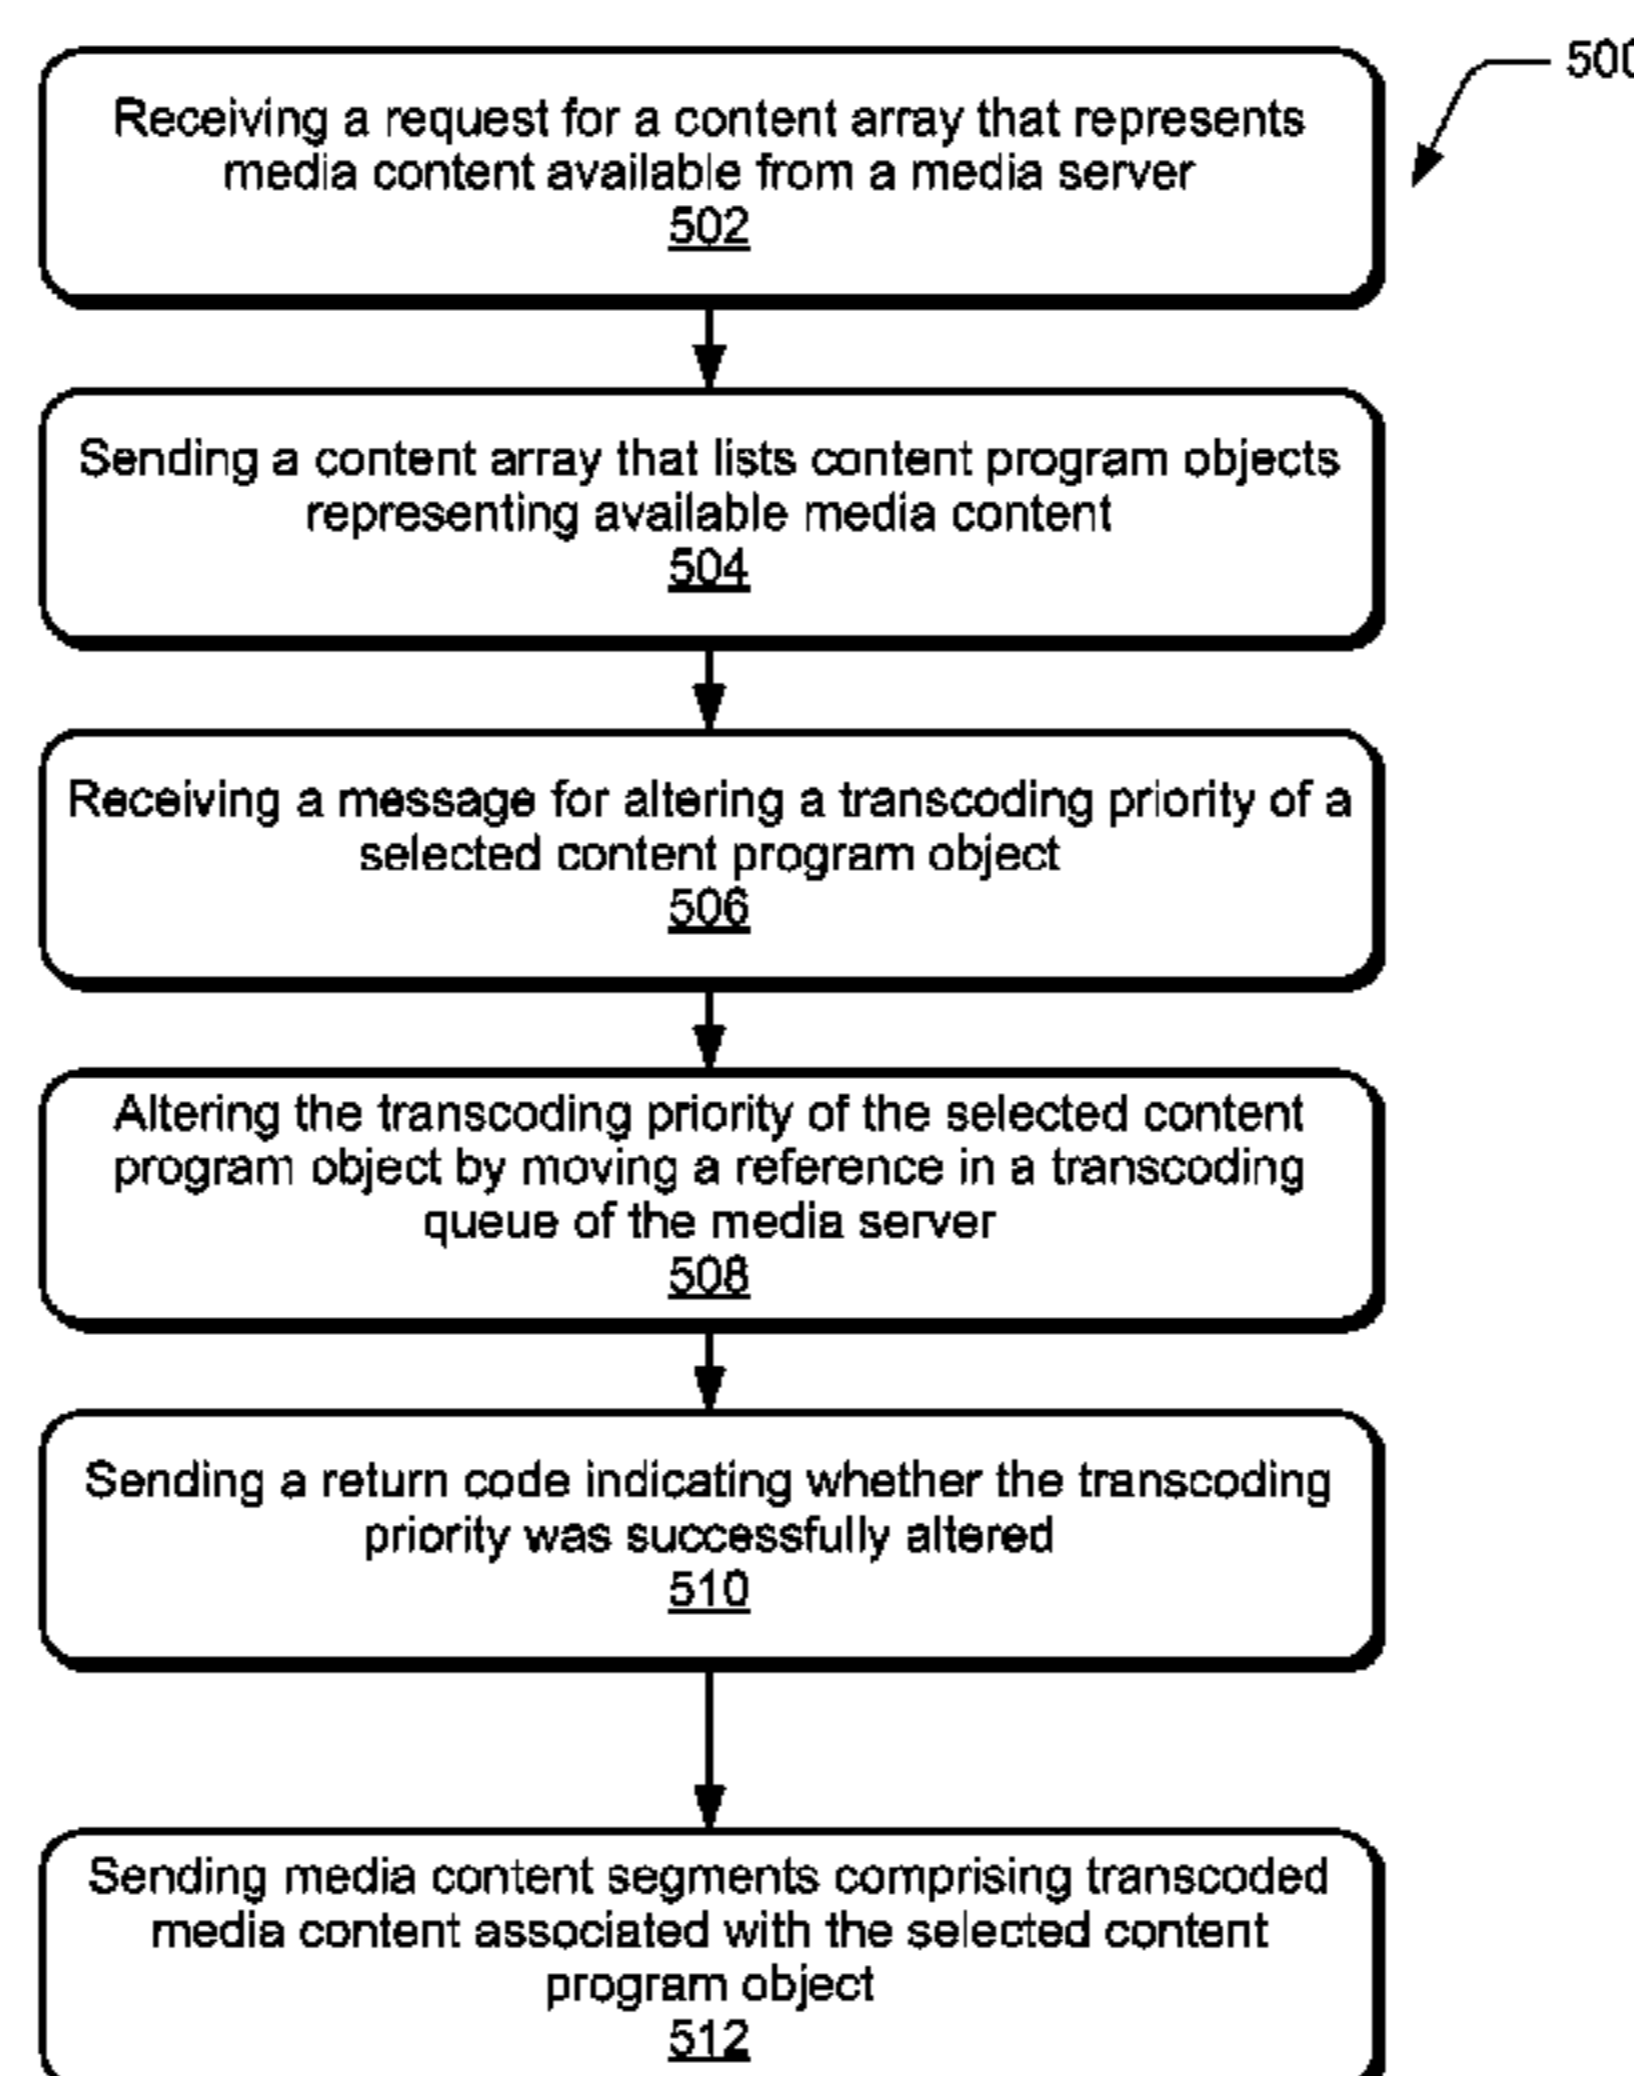 500
Receiving a request for a content array that represents
media content available from a media server
502
Sending a content array that lists content program objects
representing available media content
504
Receiving a message for altering a transcoding priority of a
selected content program object
506
Altering the transcoding priority of the selected content
program object by moving a reference in a transcoding
queue of the media server
508
Sending a return code indicating whether the transcoding
priority was successfully altered
510
Sending media content segments comprising transcoded
media content associated with the selected content
program object
512